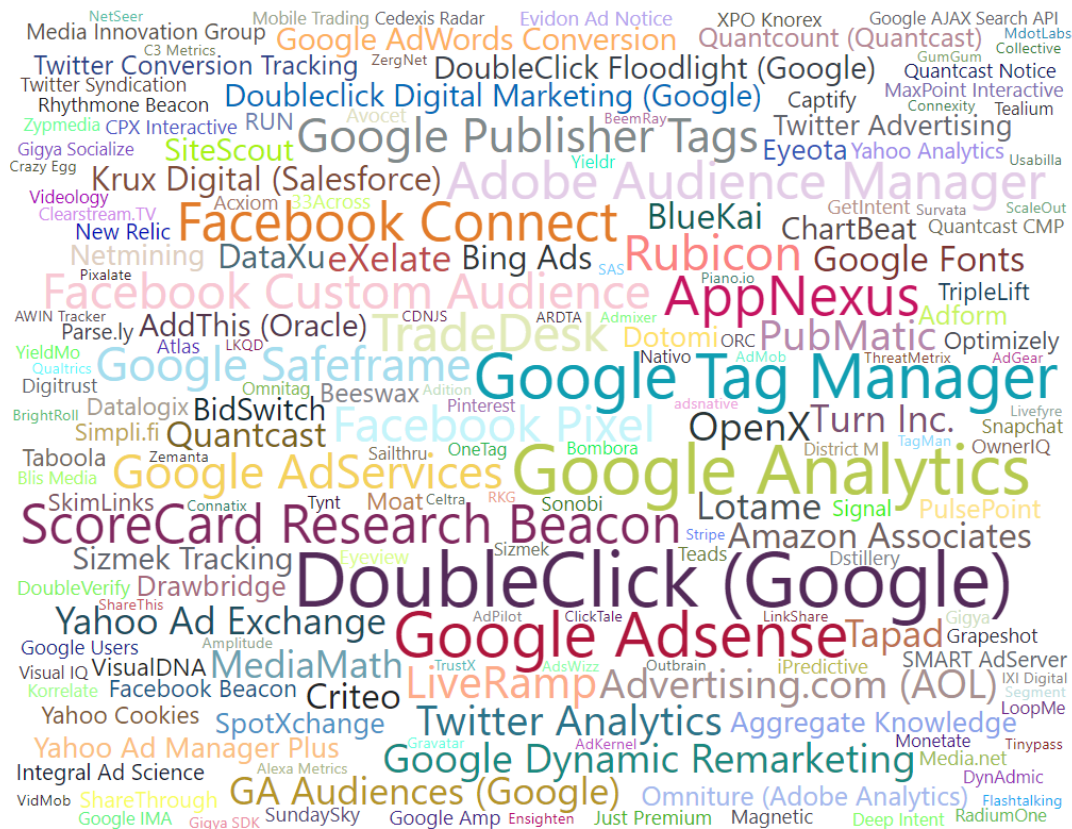 NetSeer
Mobile Trading
Cedexis Radar
Evidon Ad Notice
XPO Knorex
Google AJAX Search API
Media Innovation Group
Google AdWords Conversion
Quantcount (Quantcast)
MdotLabs
C3 Metrics
Collective
Twitter Conversion Tracking
ZergNet
DoubleClick Floodlight (Google)
GumGum
Quantcast Notice
Twitter Syndication
Doubleclick Digital Marketing (Google)
Captify
MaxPoint Interactive
Rhythmone Beacon
Connexity
Tealium
Zypmedia
CPX Interactive
RUN
Avocet
Google Publisher Tags
BeemRay
Twitter Advertising
Gigya Socialize
SiteScout
Yieldr
Eyeota
Yahoo Analytics
Crazy Egg
Usabilla
Krux Digital (Salesforce)
Adobe Audience Manager
Videology
Acxiom
33Across
Clearstream.TV
Facebook Connect
BlueKai
GetIntent
Survata
ScaleOut
New Relic
ChartBeat
Quantcast CMP
Netmining
DataXu
eXelate
Bing Ads
SAS
Rubicon
Google Fonts
Pixalate
Facebook Custom Audience
Piano.io
AppNexus
TripleLift
AWIN Tracker
Parse.ly
AddThis (Oracle)
CDNJS
TradeDesk
ARDTA
Admixer
Adform
Dotomi
ORC
PubMatic
Optimizely
YieldMo
Atlas
LKQD
Qualtrics
Google Safeframe
Nativo
AdMob
ThreatMetrix
AdGear
Google Tag Manager
Digitrust
Omnitag
Beeswax
Adition
BrightRoll
Datalogix
BidSwitch
Pinterest
adsnative
Livefyre
Simpli.fi
Quantcast
Facebook Pixel
OpenX
Turn Inc.
Snapchat
Taboola
Zemanta
Sailthru
OneTag
Bombora
District M
TagMan
OwnerIQ
Blis Media
Google AdServices
Google Analytics
SkimLinks
Connatix
Tynt
Moat
Celtra
RKG
Sonobi
Lotame
Signal
PulsePoint
ScoreCard Research Beacon
Stripe
Amazon Associates
Sizmek Tracking
Eyeview
Sizmek
Teads
Dstillery
DoubleVerify
Drawbridge
DoubleClick (Google)
ShareThis
Yahoo Ad Exchange
AdPilot
ClickTale
LinkShare
Gigya
Google Users
Amplitude
Google Adsense
Tapad
Grapeshot
Visual IQ
VisualDNA
MediaMath
TrustX
AdsWizz
Outbrain
iPredictive
SMART AdServer
Korrelate
Facebook Beacon
Criteo
LiveRamp
Advertising.com (AOL)
IXI Digital
Segment
LoopMe
Yahoo Cookies
SpotXchange
Twitter Analytics
Aggregate Knowledge
Yahoo Ad Manager Plus
Gravatar
AdKernel
Monetate
Tinypass
Integral Ad Science
Alexa Metrics
Google Dynamic Remarketing
Media.net
DynAdmic
VidMob
ShareThrough
GA Audiences (Google)
Omniture (Adobe Analytics)
Flashtalking
Google IMA
Gigya SDK
SundaySky
Google Amp
Ensighten
Just Premium
Magnetic
Deep Intent
RadiumOne